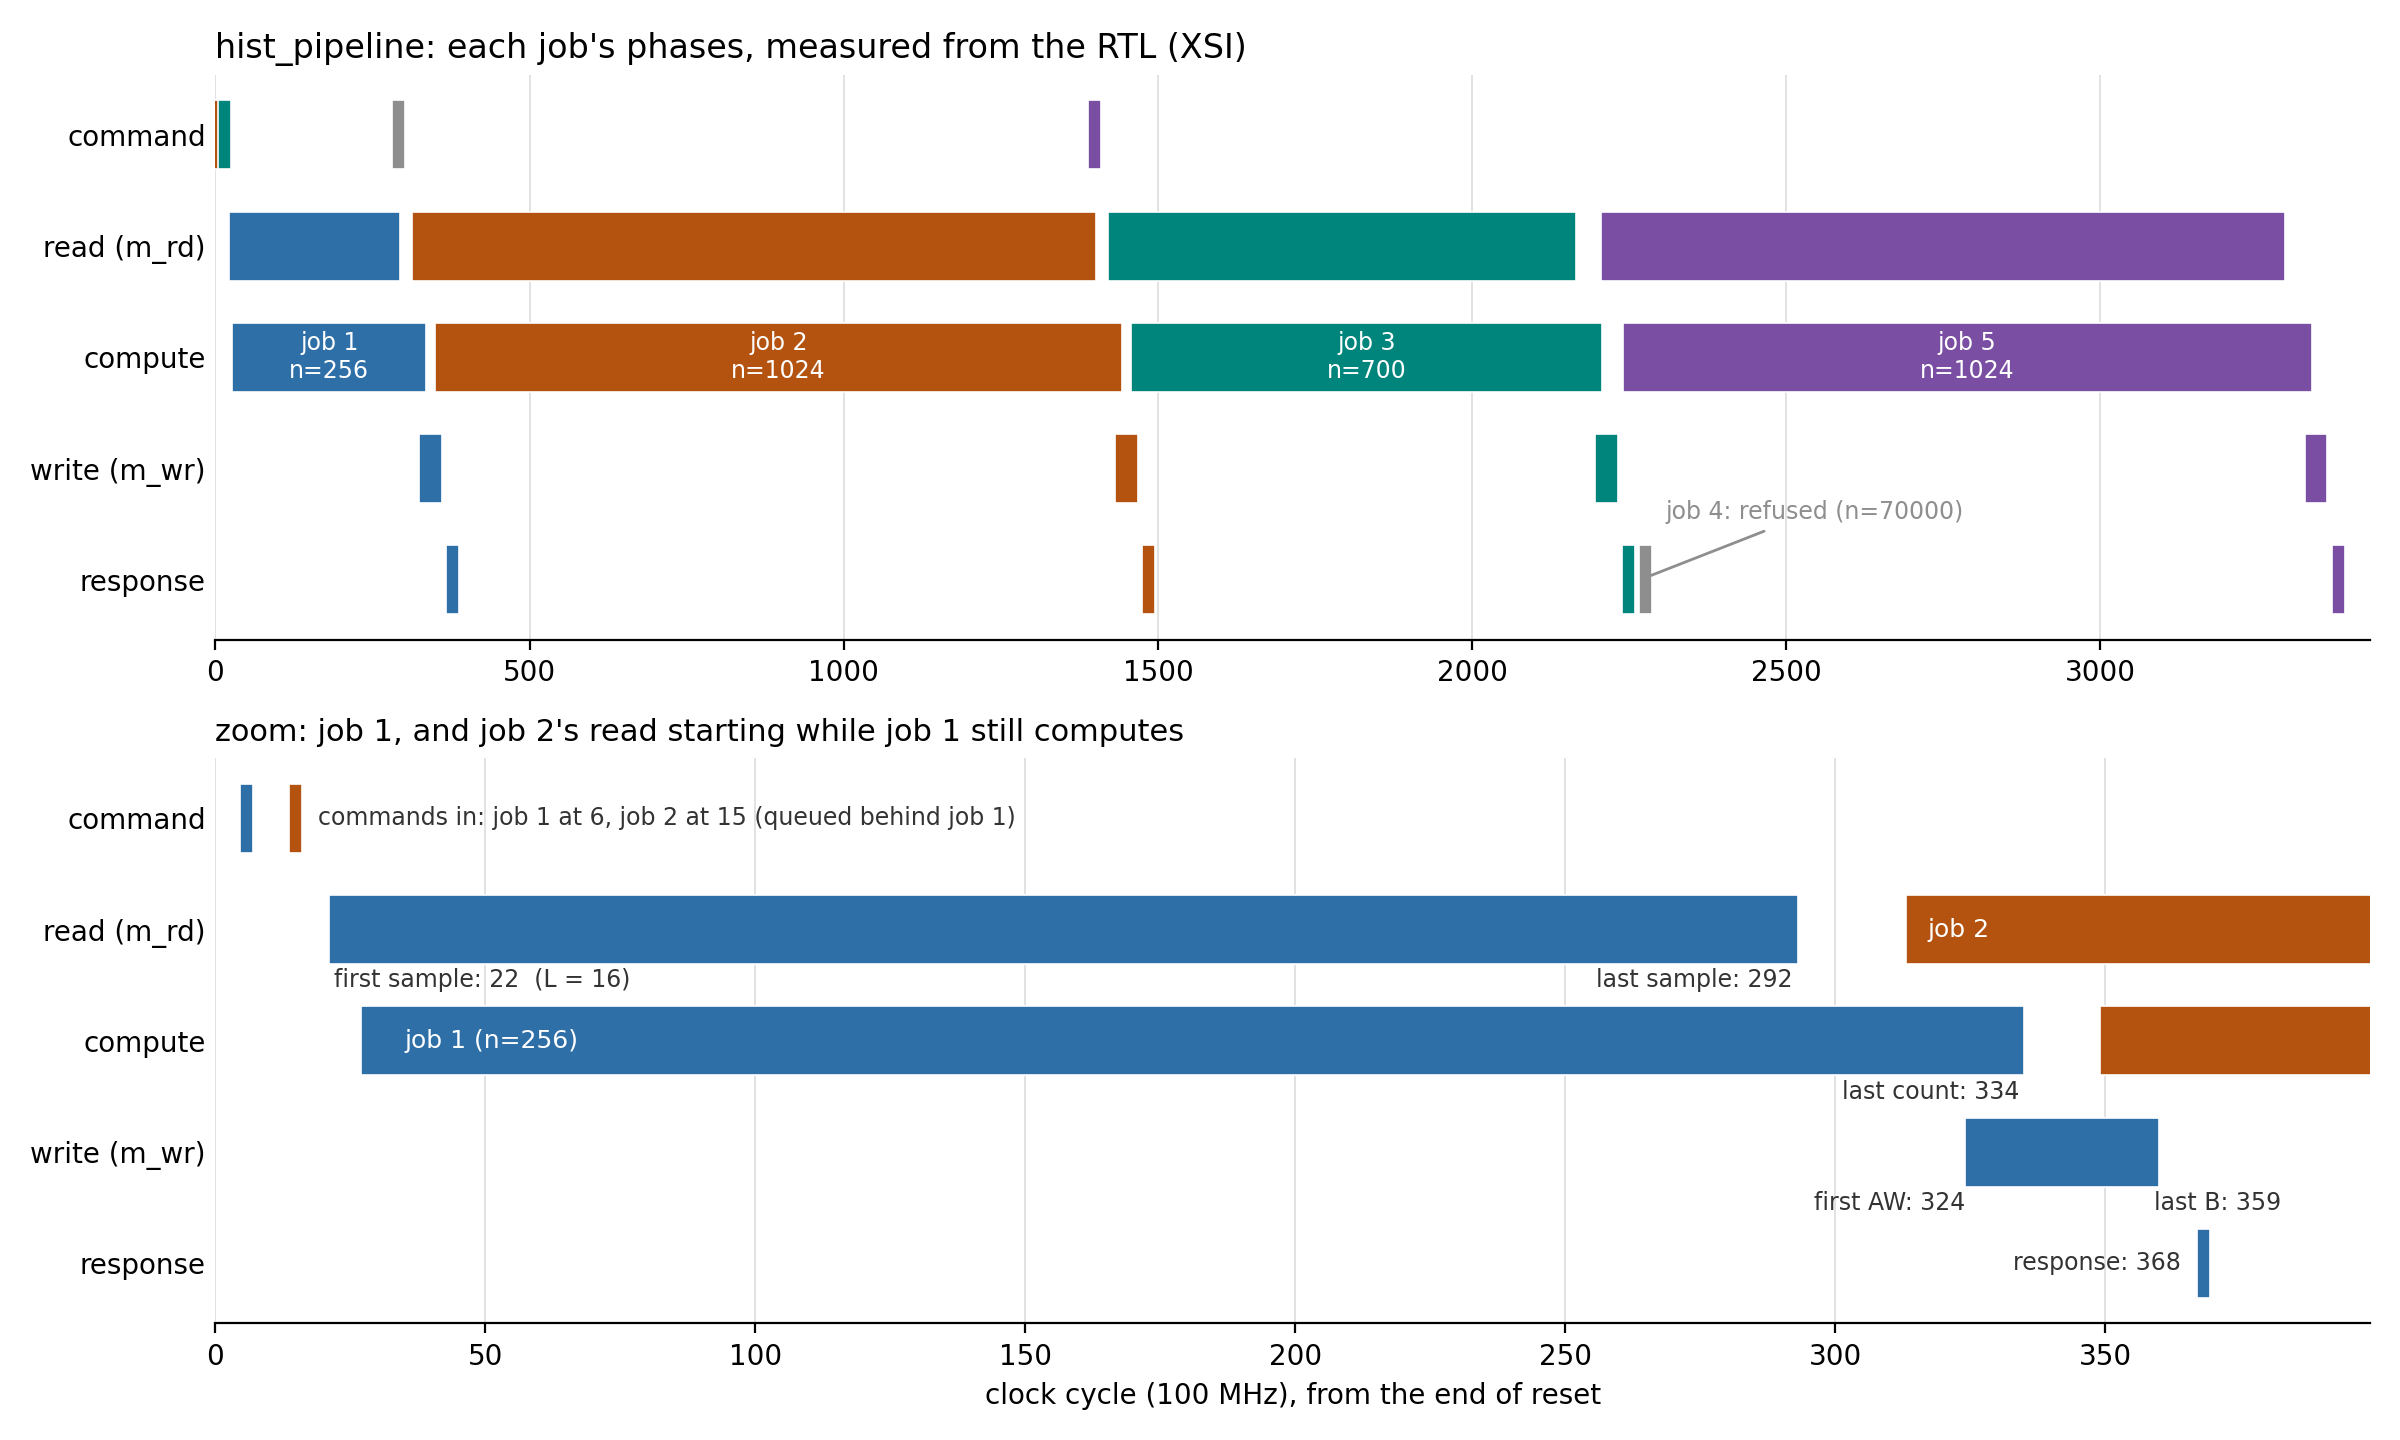 hist_pipeline: each job's phases, measured from the RTL (XSI)
command
read (m_rd)
compute
job 1
n=256
job 2
n=1024
job 3
n=700
job 5
n=1024
write (m_wr)
job 4: refused (n=70000)
response
0 500 1000 1500 2000 2500 3000
zoom: job 1, and job 2's read starting while job 1 still computes
command
commands in: job 1 at 6, job 2 at 15 (queued behind job 1)
read (m_rd)
job 2
first sample: 22 (L = 16)
last sample: 292
compute
job 1 (n=256)
last count: 334
write (m_wr)
first AW: 324
last B: 359
response
response: 368
0 50 100 150 200 250 300 350
clock cycle (100 MHz), from the end of reset